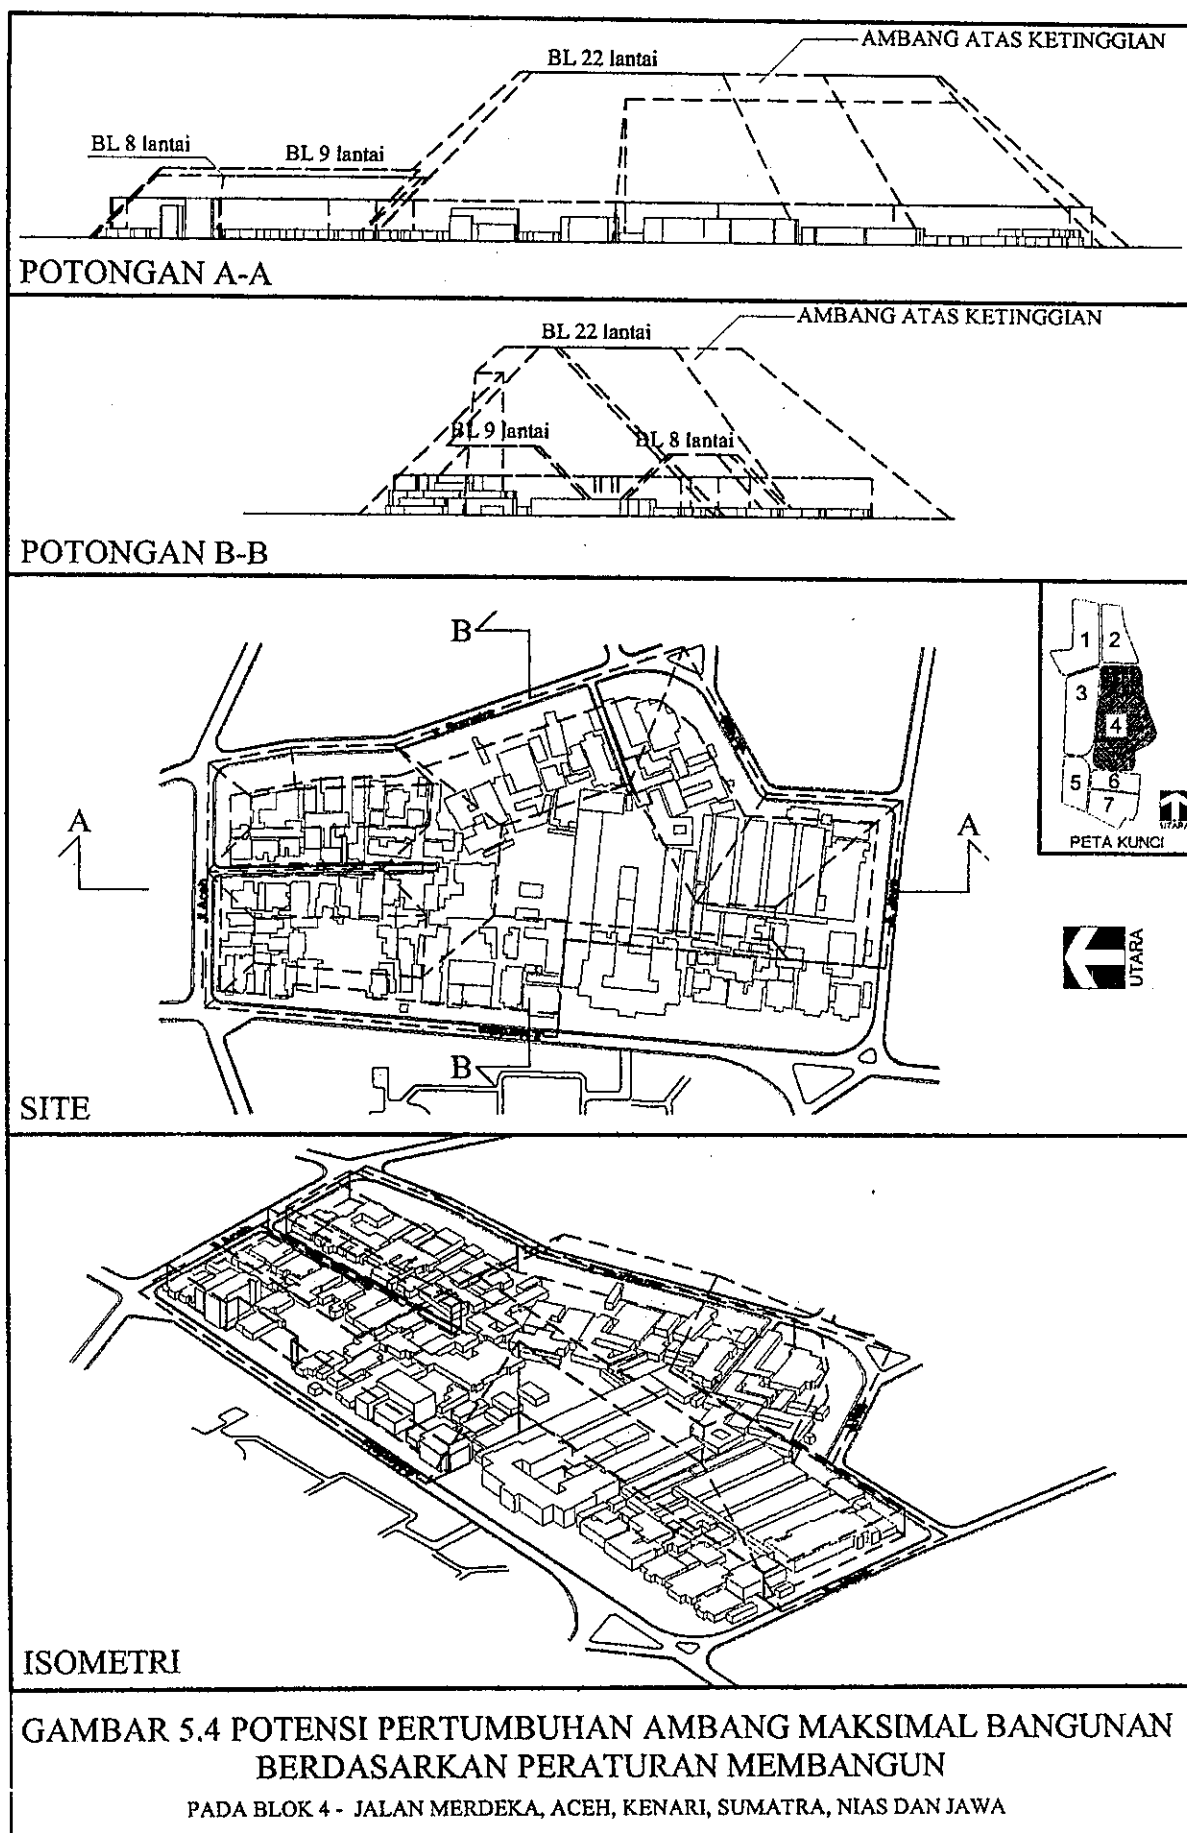 AMBANG ATAS KETINGGIAN
BL 22 lantai
BL 8 lantai
BL 9 lantai
POTONGAN A-A
AMBANG ATAS KETINGGIAN
BL 22 lantai
BL 9 lantai
BL 8 lantai
POTONGAN B-B
B
1
2
3
4
5
6
7
UTARA
PETA KUNCI
A
A
Jl. Aceh
UTARA
B
SITE
ISOMETRI
GAMBAR 5.4 POTENSI PERTUMBUHAN AMBANG MAKSIMAL BANGUNAN
BERDASARKAN PERATURAN MEMBANGUN
PADA BLOK 4 - JALAN MERDEKA, ACEH, KENARI, SUMATRA, NIAS DAN JAWA